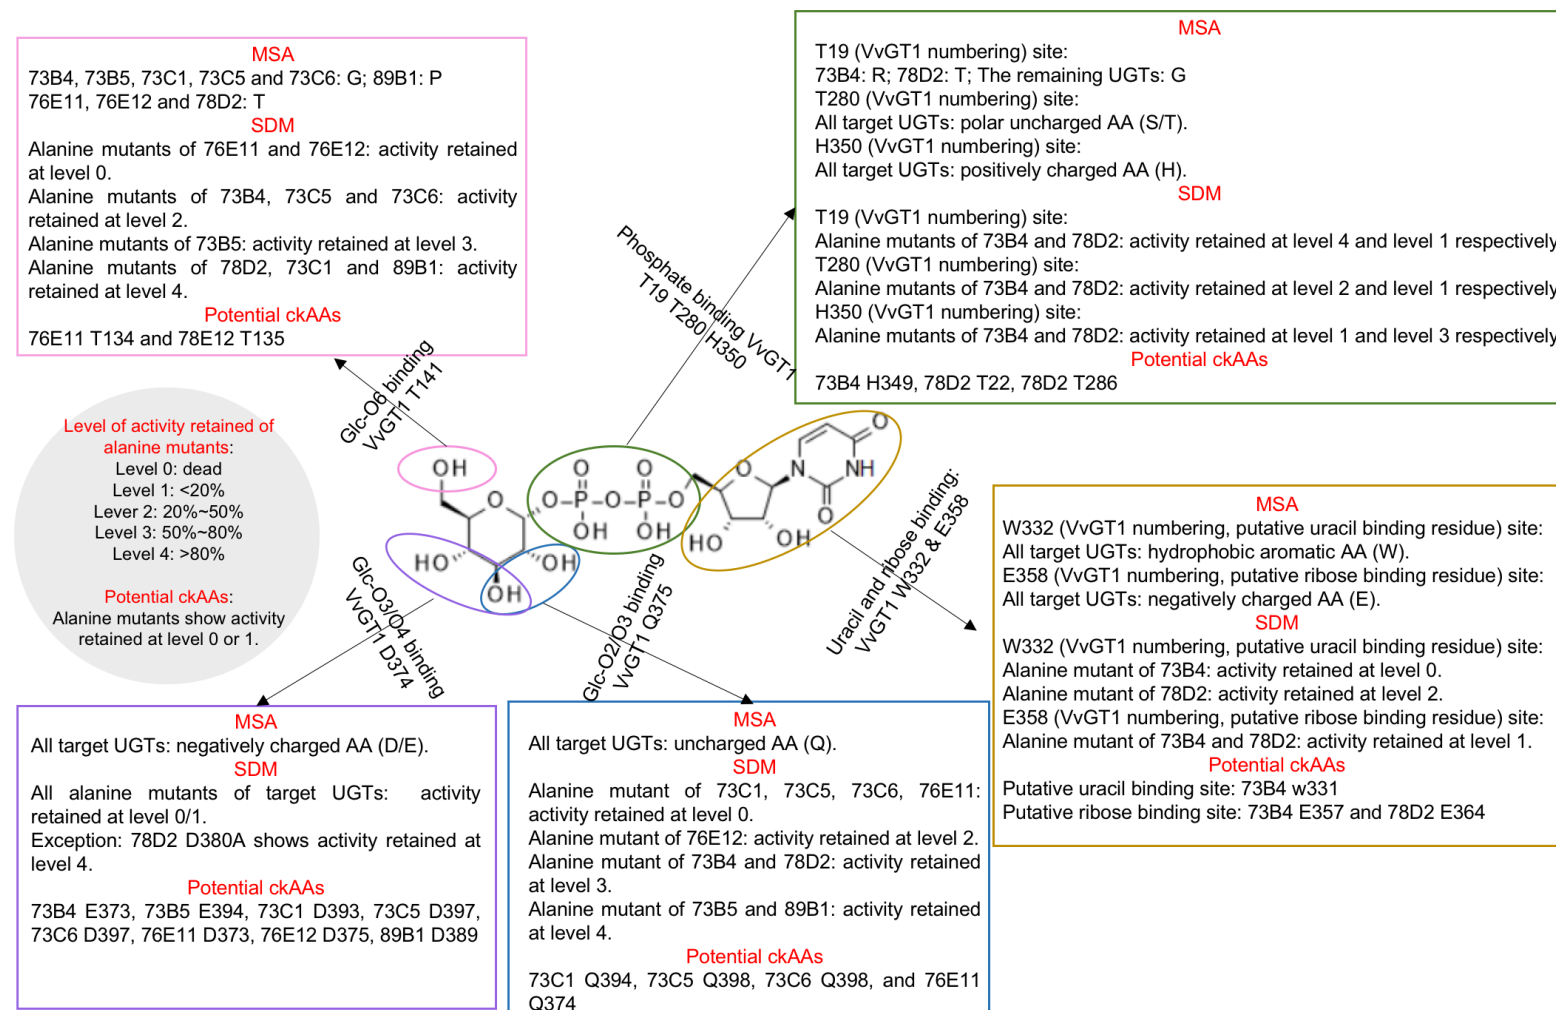 MSA
73B4, 73B5, 73C1, 73C5 and 73C6: G; 89B1: P
76E11, 76E12 and 78D2: T
SDM
Alanine mutants of 76E11 and 76E12: activity retained
at level 0.
Alanine mutants of 73B4, 73C5 and 73C6: activity
retained at level 2.
Alanine mutants of 73B5: activity retained at level 3.
Alanine mutants of 78D2, 73C1 and 89B1: activity
retained at level 4.
Potential ckAAs
76E11 T134 and 78E12 T135
MSA
T19 (VvGT1 numbering) site:
73B4: R; 78D2: T; The remaining UGTs: G
T280 (VvGT1 numbering) site:
All target UGTs: polar uncharged AA (S/T).
H350 (VvGT1 numbering) site:
All target UGTs: positively charged AA (H).
SDM
T19 (VvGT1 numbering) site:
Alanine mutants of 73B4 and 78D2: activity retained at level 4 and level 1 respectively
T280 (VvGT1 numbering) site:
Alanine mutants of 73B4 and 78D2: activity retained at level 2 and level 1 respectively
H350 (VvGT1 numbering) site:
Alanine mutants of 73B4 and 78D2: activity retained at level 1 and level 3 respectively
Potential ckAAs
73B4 H349, 78D2 T22, 78D2 T286
Glc-O6 binding
VvGT1 T141
Phosphate binding VvGT1
T19 T280 H350
Level of activity retained of
alanine mutants:
Level 0: dead
Level 1: <20%
Lever 2: 20%~50%
Level 3: 50%~80%
Level 4: >80%
Potential ckAAs:
Alanine mutants show activity
retained at level 0 or 1.
OH
O
O
O
O
P
O
P
O
OH
OH
HO
OH
OH
O
HO
OH
N
NH
O
O
Glc-O3/O4 binding
VvGT1 D374
Glc-O2/O3 binding
VvGT1 Q375
Uracil and ribose binding:
VvGT1 W332 & E358
MSA
W332 (VvGT1 numbering, putative uracil binding residue) site:
All target UGTs: hydrophobic aromatic AA (W).
E358 (VvGT1 numbering, putative ribose binding residue) site:
All target UGTs: negatively charged AA (E).
SDM
W332 (VvGT1 numbering, putative uracil binding residue) site:
Alanine mutant of 73B4: activity retained at level 0.
Alanine mutant of 78D2: activity retained at level 2.
E358 (VvGT1 numbering, putative ribose binding residue) site:
Alanine mutant of 73B4 and 78D2: activity retained at level 1.
Potential ckAAs
Putative uracil binding site: 73B4 w331
Putative ribose binding site: 73B4 E357 and 78D2 E364
MSA
All target UGTs: negatively charged AA (D/E).
SDM
All alanine mutants of target UGTs: activity
retained at level 0/1.
Exception: 78D2 D380A shows activity retained at
level 4.
Potential ckAAs
73B4 E373, 73B5 E394, 73C1 D393, 73C5 D397,
73C6 D397, 76E11 D373, 76E12 D375, 89B1 D389
MSA
All target UGTs: uncharged AA (Q).
SDM
Alanine mutant of 73C1, 73C5, 73C6, 76E11:
activity retained at level 0.
Alanine mutant of 76E12: activity retained at level 2.
Alanine mutant of 73B4 and 78D2: activity retained
at level 3.
Alanine mutant of 73B5 and 89B1: activity retained
at level 4.
Potential ckAAs
73C1 Q394, 73C5 Q398, 73C6 Q398, and 76E11
Q374